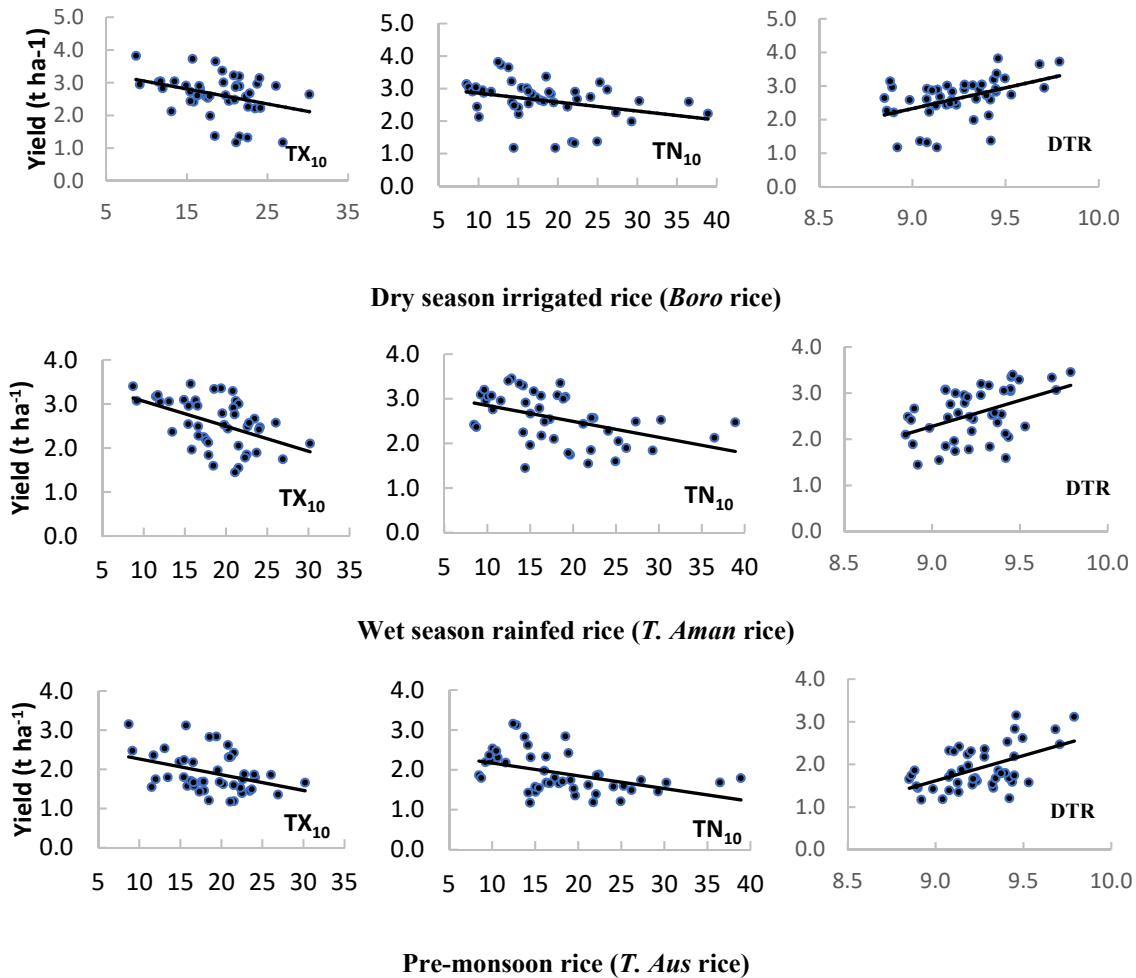 5.0 5.0 5.0
4.0 4.0 4.0
3.0 3.0 3.0
2.0 2.0 2.0
1.0 1.0 1.0
0.0 0.0 0.0
Yield (t ha-1)
TX10 TN10 DTR
5 15 25 35 5 10 15 20 25 30 35 40 8.5 9.0 9.5 10.0
Dry season irrigated rice (Boro rice)
4.0 4.0 4.0
3.0 3.0 3.0
2.0 2.0 2.0
1.0 1.0 1.0
0.0 0.0 0.0
Yield (t ha-1)
TX10 TN10 DTR
5 10 15 20 25 30 35 5 10 15 20 25 30 35 40 8.5 9.0 9.5 10.0
Wet season rainfed rice (T. Aman rice)
4.0 4.0 4.0
3.0 3.0 3.0
2.0 2.0 2.0
1.0 1.0 1.0
0.0 0.0 0.0
Yield (t ha-1)
TX10 TN10 DTR
5 10 15 20 25 30 35 5 10 15 20 25 30 35 40 8.5 9.0 9.5 10.0
Pre-monsoon rice (T. Aus rice)